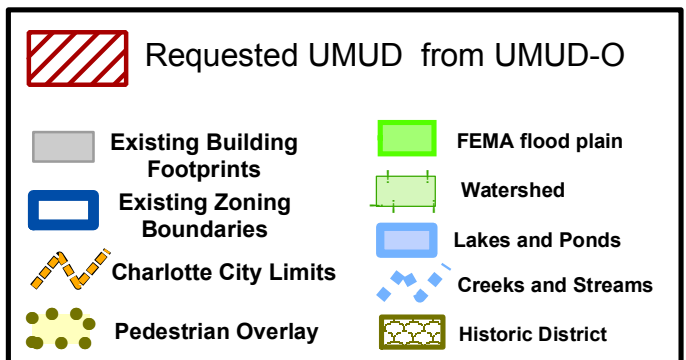 Requested UMUD from UMUD-O
Existing Building
Footprints
Existing Zoning
Boundaries
Charlotte City Limits
Pedestrian Overlay
FEMA flood plain
Watershed
Lakes and Ponds
Creeks and Streams
Historic District